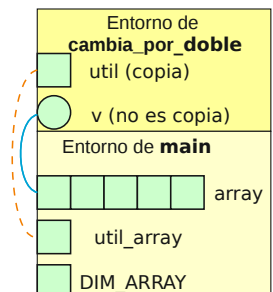 Entorno de
cambia_por_doble
util (copia)
v (no es copia)
Entorno de main
array
util_array
DIM_ARRAY